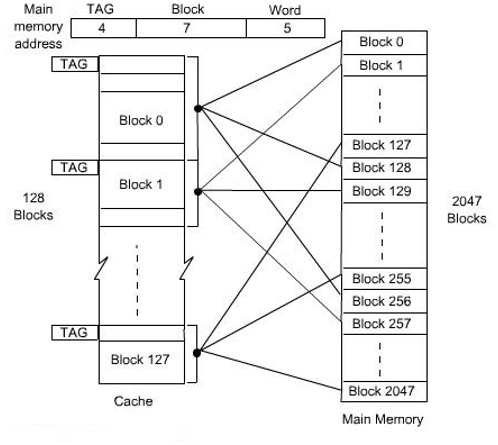 Main memory address
TAG Block Word
4 7 5
TAG
Block 0
TAG
Block 1
128 Blocks
TAG
Block 127
Cache
Block 0
Block 1
Block 127
Block 128
Block 129
Block 255
Block 256
Block 257
Block 2047
2047 Blocks
Main Memory